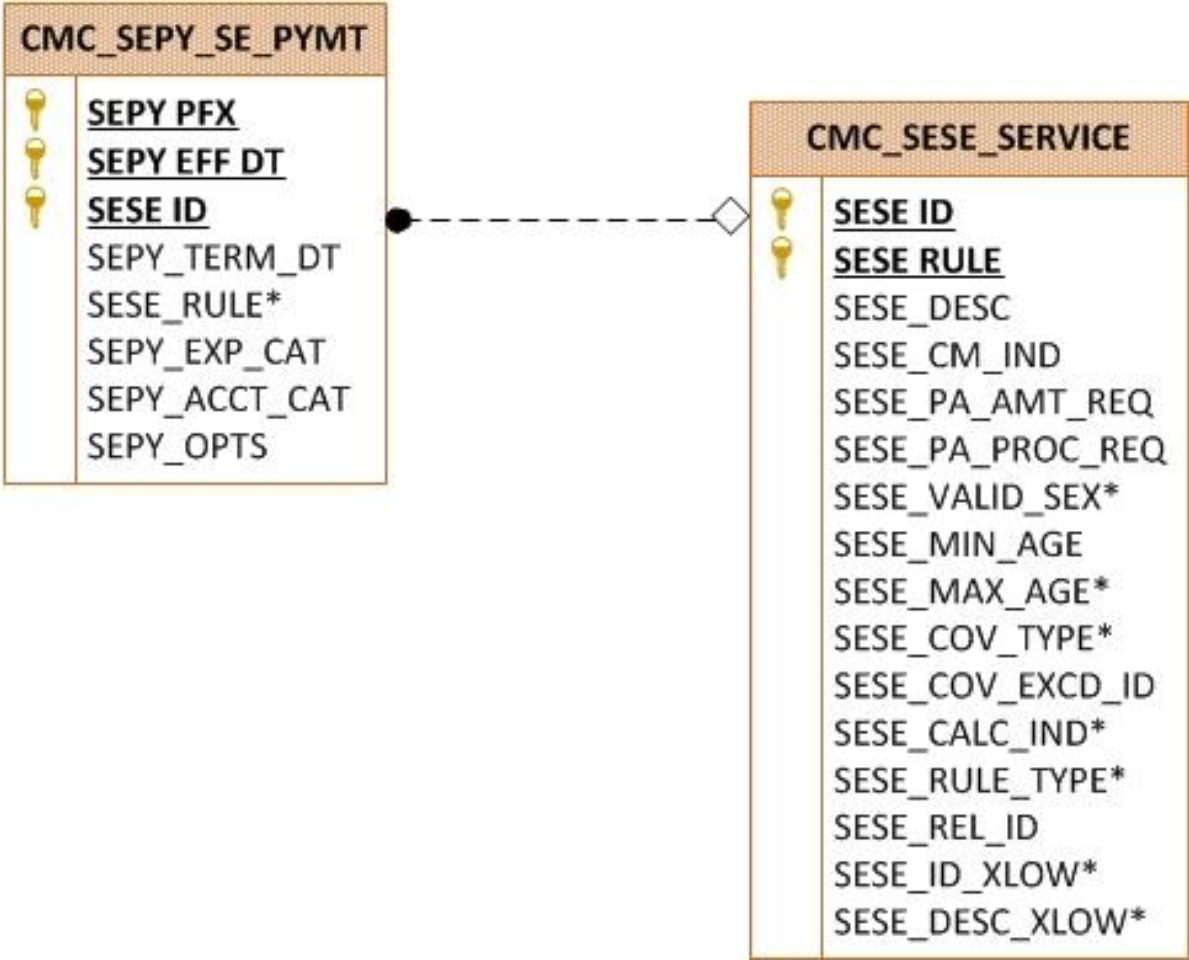 CMC_SEPY_SE_PYMT
SEPY PFX
SEPY EFF DT
SESE ID
SEPY_TERM_DT
SESE_RULE*
SEPY_EXP_CAT
SEPY_ACCT_CAT
SEPY_OPTS
CMC_SESE_SERVICE
SESE ID
SESE RULE
SESE_DESC
SESE_CM_IND
SESE_PA_AMT_REQ
SESE_PA_PROC_REQ
SESE_VALID_SEX*
SESE_MIN_AGE
SESE_MAX_AGE*
SESE_COV_TYPE*
SESE_COV_EXCD_ID
SESE_CALC_IND*
SESE_RULE_TYPE*
SESE_REL_ID
SESE_ID_XLOW*
SESE_DESC_XLOW*